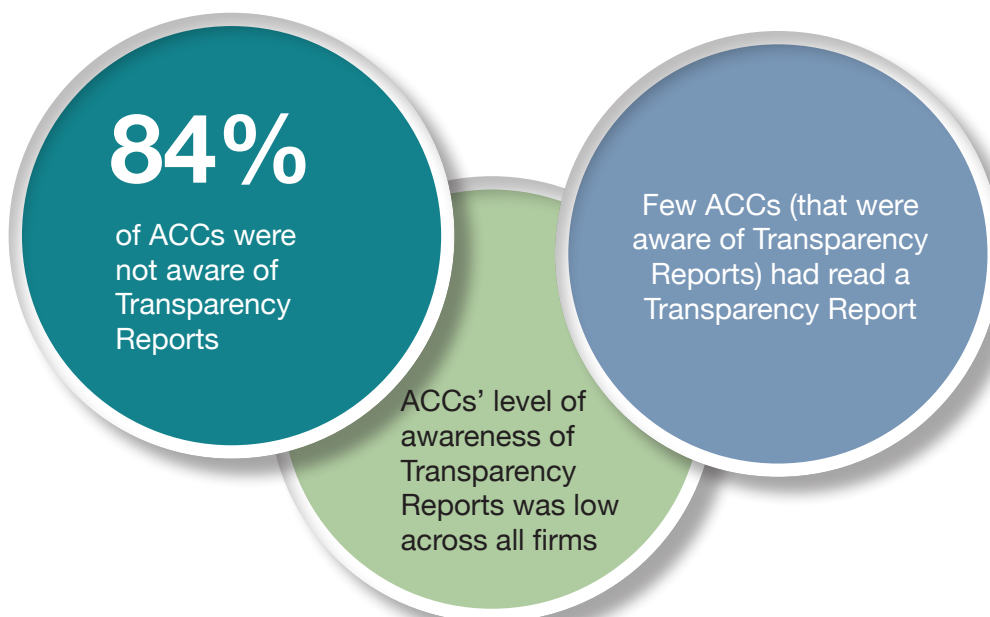 84%
of ACCs were
not aware of
Transparency
Reports
ACCs’ level of
awareness of
Transparency
Reports was low
across all firms
Few ACCs (that were
aware of Transparency
Reports) had read a
Transparency Report